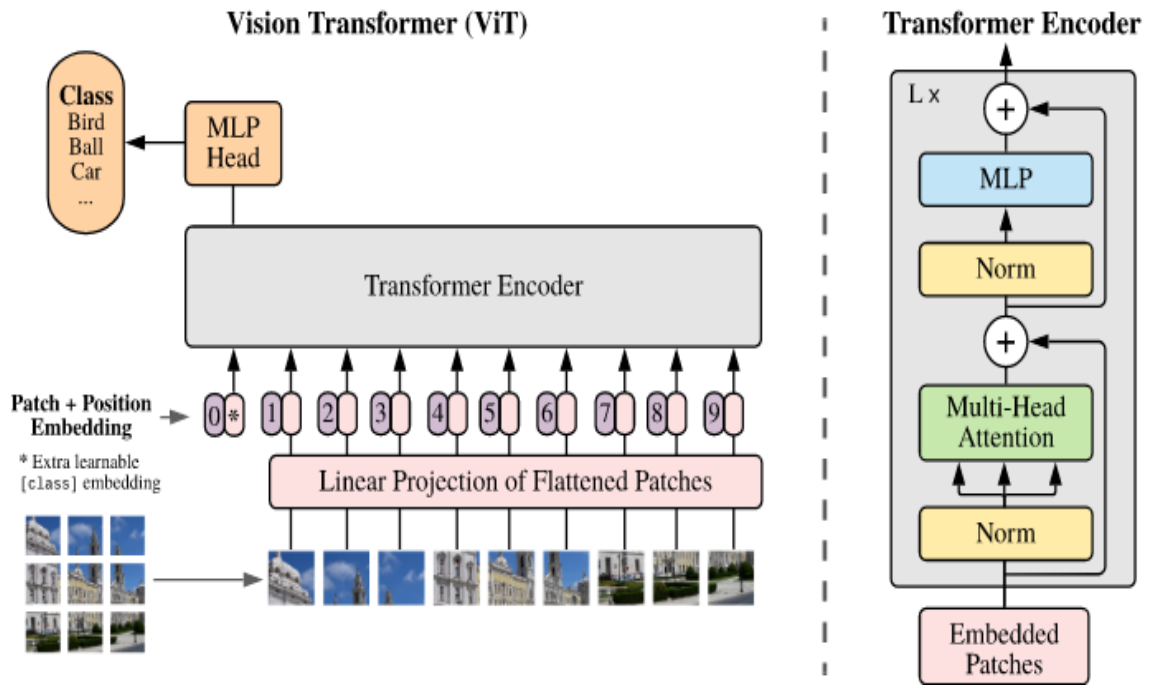 Vision Transformer (ViT)
Class
Bird
Ball
Car
...
MLP
Head
Transformer Encoder
Patch + Position
Embedding
0 * 1 2 3 4 5 6 7 8 9
* Extra learnable
[class] embedding
Linear Projection of Flattened Patches
Transformer Encoder
L x
+
MLP
Norm
+
Multi-Head
Attention
Norm
Embedded
Patches